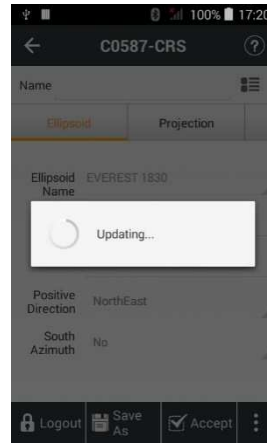 100% 17:20
C0587-CRS
Name
Ellipsoid Projection
Ellipsoid Name EVEREST 1830
Updating...
Positive Direction NorthEast
South Azimuth No
Logout Save As Accept